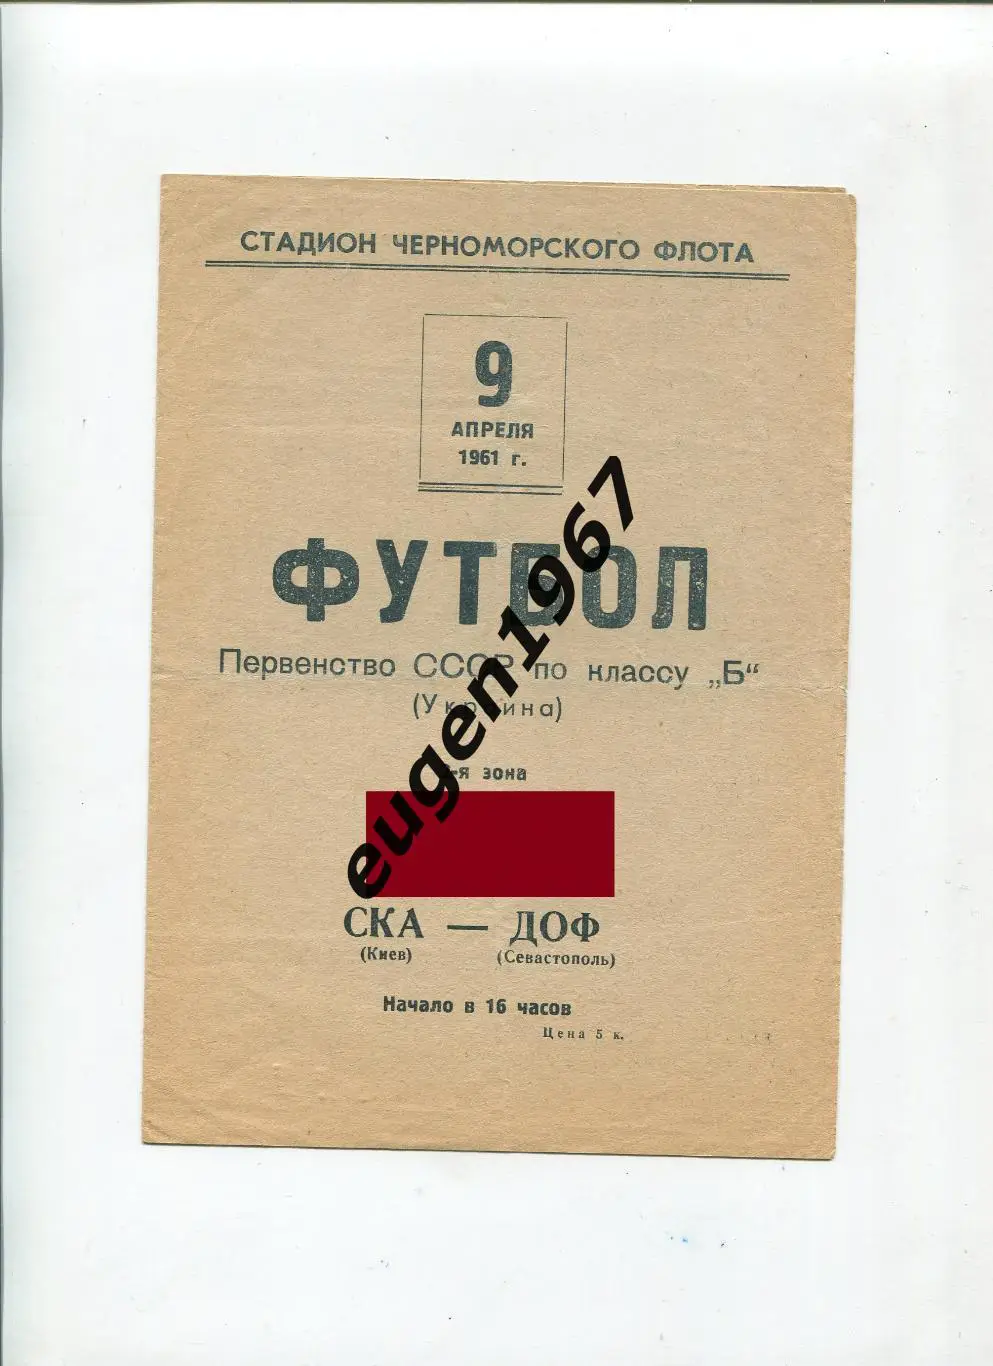 СТАДИОН ЧЕРНОМОРСКОГО ФЛОТА
9
АПРЕЛЯ
1961 г.
ФУТБОЛ
Первенство СССР по классу „Б“
(Украина)
зона
eugen1967
СКА — ДОФ
(Киев) (Севастополь)
Начало в 16 часов
Цена 5 к.